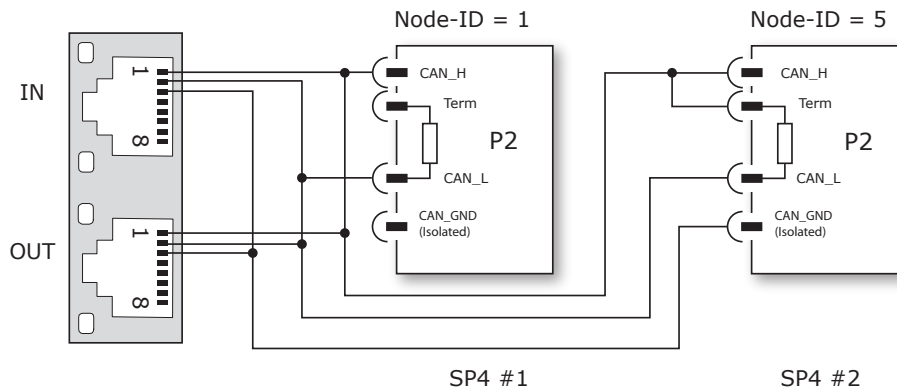 Node-ID = 1
Node-ID = 5
IN
1
8
CAN_H
Term
P2
CAN_L
CAN_GND
(Isolated)
CAN_H
Term
P2
CAN_L
CAN_GND
(Isolated)
OUT
1
8
SP4 #1
SP4 #2